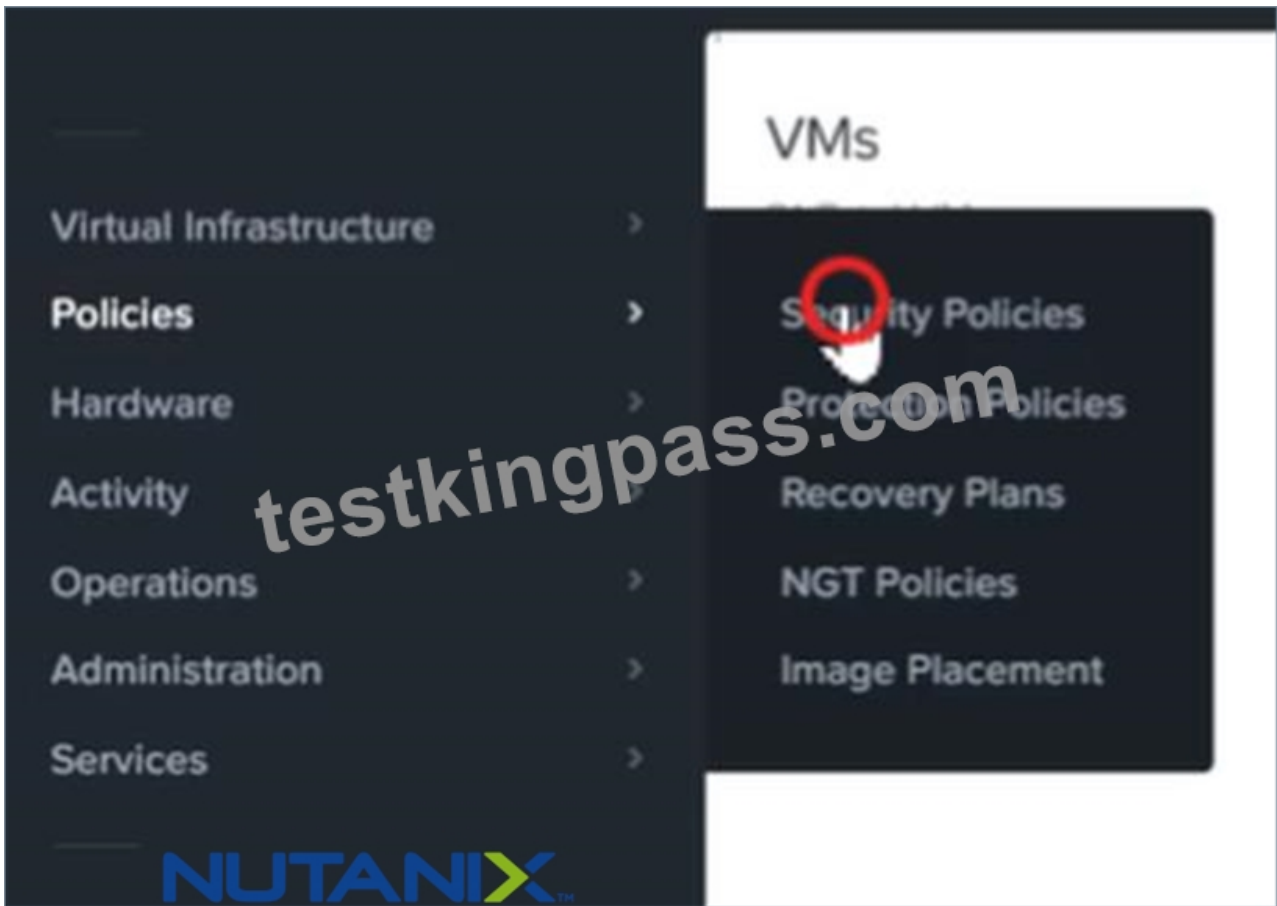 VMs
Virtual Infrastructure
Policies
Security Policies
Hardware
Protection Policies
Activity
Recovery Plans
testkingpass.com
Operations
NGT Policies
Administration
Image Placement
Services
NUTANIX™